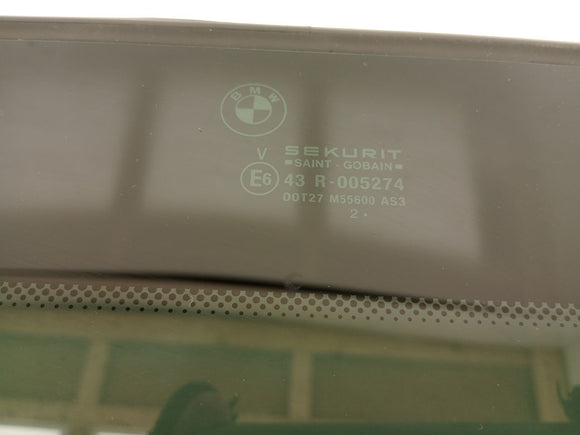 BMW
V SEKURIT
SAINT-GOBAIN
E6 43 R-005274
DOT27 M55600 AS3
2 •